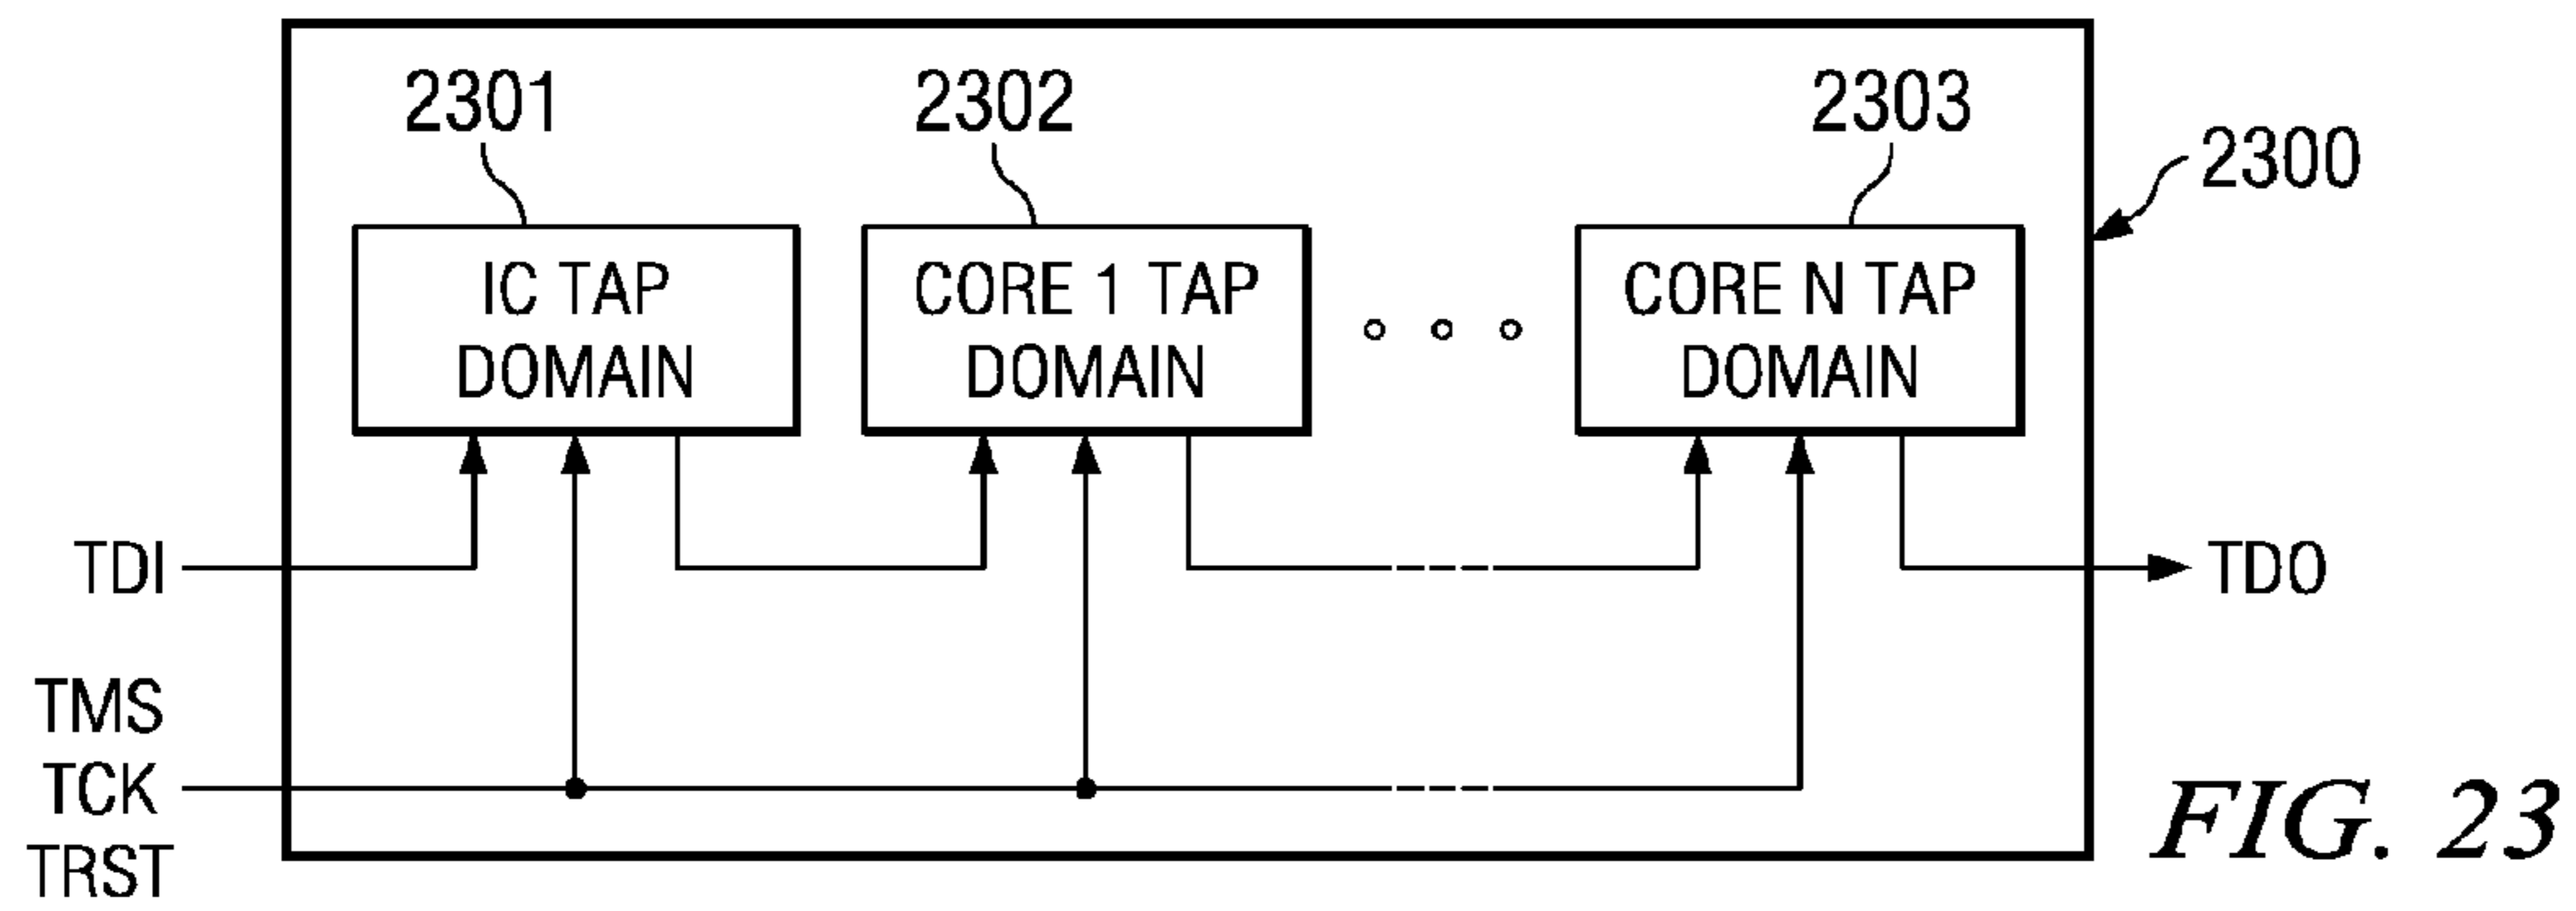 2301
2302
2303
2300
IC TAP
DOMAIN
CORE 1 TAP
DOMAIN
CORE N TAP
DOMAIN
TDI
TDO
TMS
TCK
TRST
FIG. 23